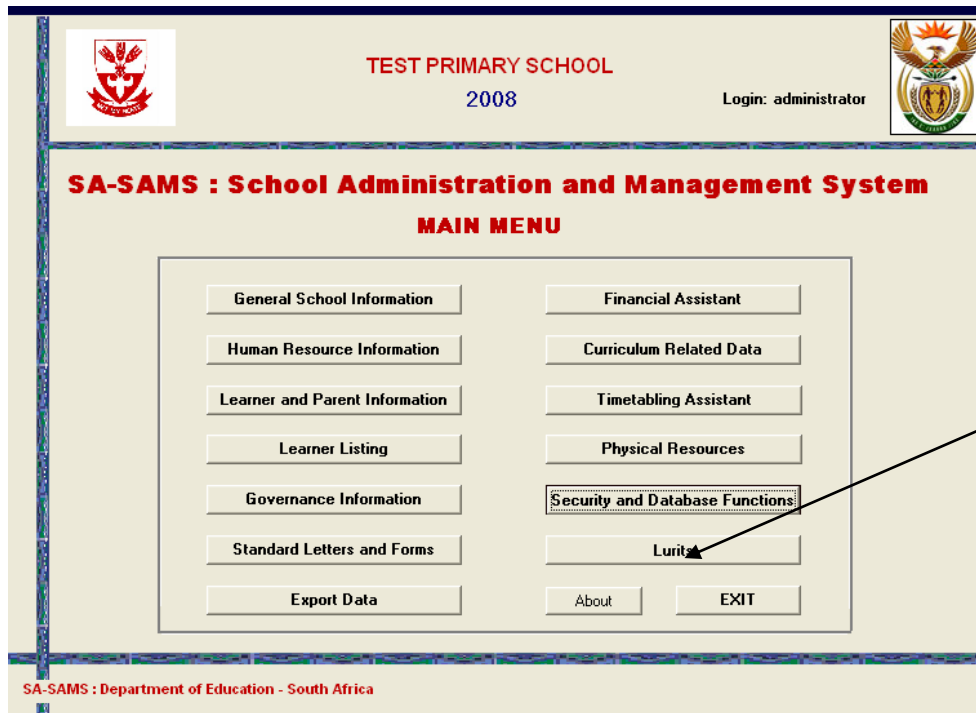 TEST PRIMARY SCHOOL
2008
Login: administrator
SA-SAMS : School Administration and Management System
MAIN MENU
General School Information
Financial Assistant
Human Resource Information
Curriculum Related Data
Learner and Parent Information
Timetabling Assistant
Learner Listing
Physical Resources
Governance Information
Security and Database Functions
Standard Letters and Forms
Lurits
Export Data
About
EXIT
SA-SAMS : Department of Education - South Africa